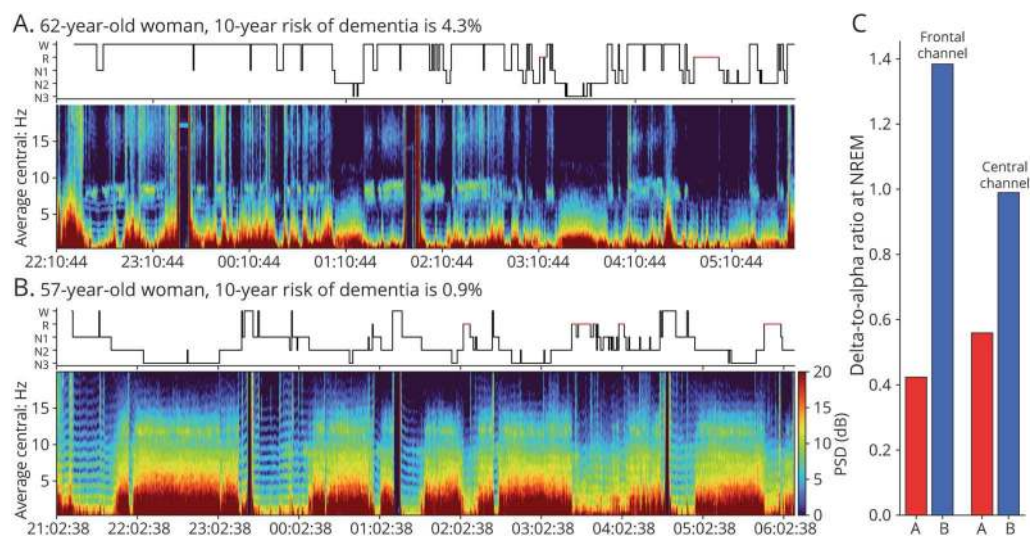 A. 62-year-old woman, 10-year risk of dementia is 4.3%
W
R
N1
N2
N3
Average central: Hz
15
10
5
22:10:44 23:10:44 00:10:44 01:10:44 02:10:44 03:10:44 04:10:44 05:10:44
B. 57-year-old woman, 10-year risk of dementia is 0.9%
W
R
N1
N2
N3
Average central: Hz
15
10
5
21:02:38 22:02:38 23:02:38 00:02:38 01:02:38 02:02:38 03:02:38 04:02:38 05:02:38 06:02:38
20
10
0
PSD (dB)
C
Delta-to-alpha ratio at NREM
1.4
1.2
1.0
0.8
0.6
0.4
0.2
0.0
Frontal
channel
Central
channel
A B A B